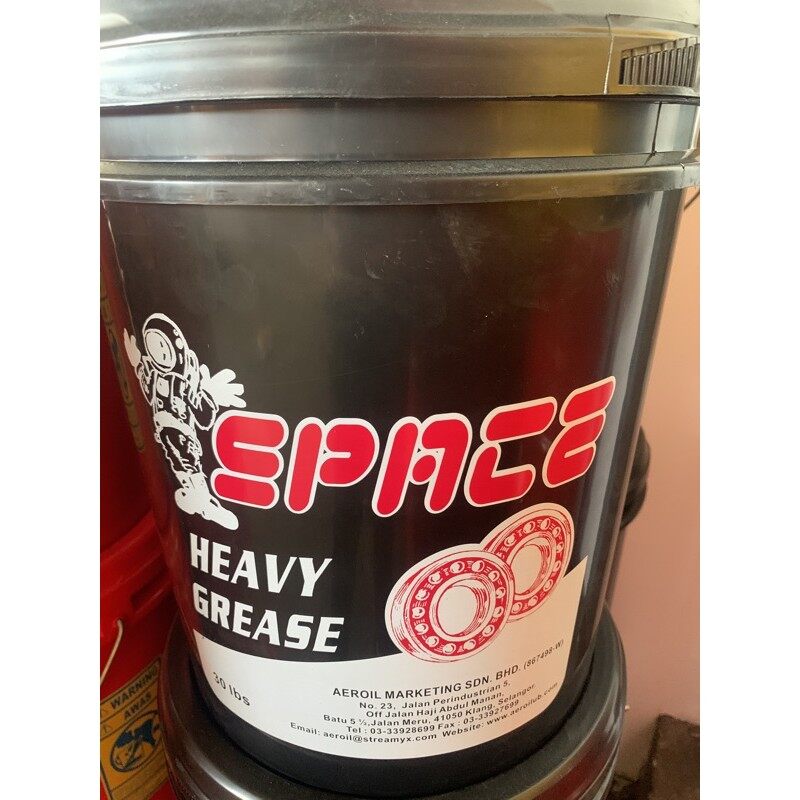 SPACE
HEAVY
GREASE
30 lbs
AEROIL MARKETING SDN. BHD. (867498-W)
No. 23, Jalan Perindustrian 5,
Off Jalan Haji Abdul Manan,
Batu 5 ½, Jalan Meru, 41050 Klang, Selangor.
Tel : 03-33928699 Fax : 03-33927699
Email: aeroil@streamyx.com Website: www.aeroilub.com
WARNING
AWAS